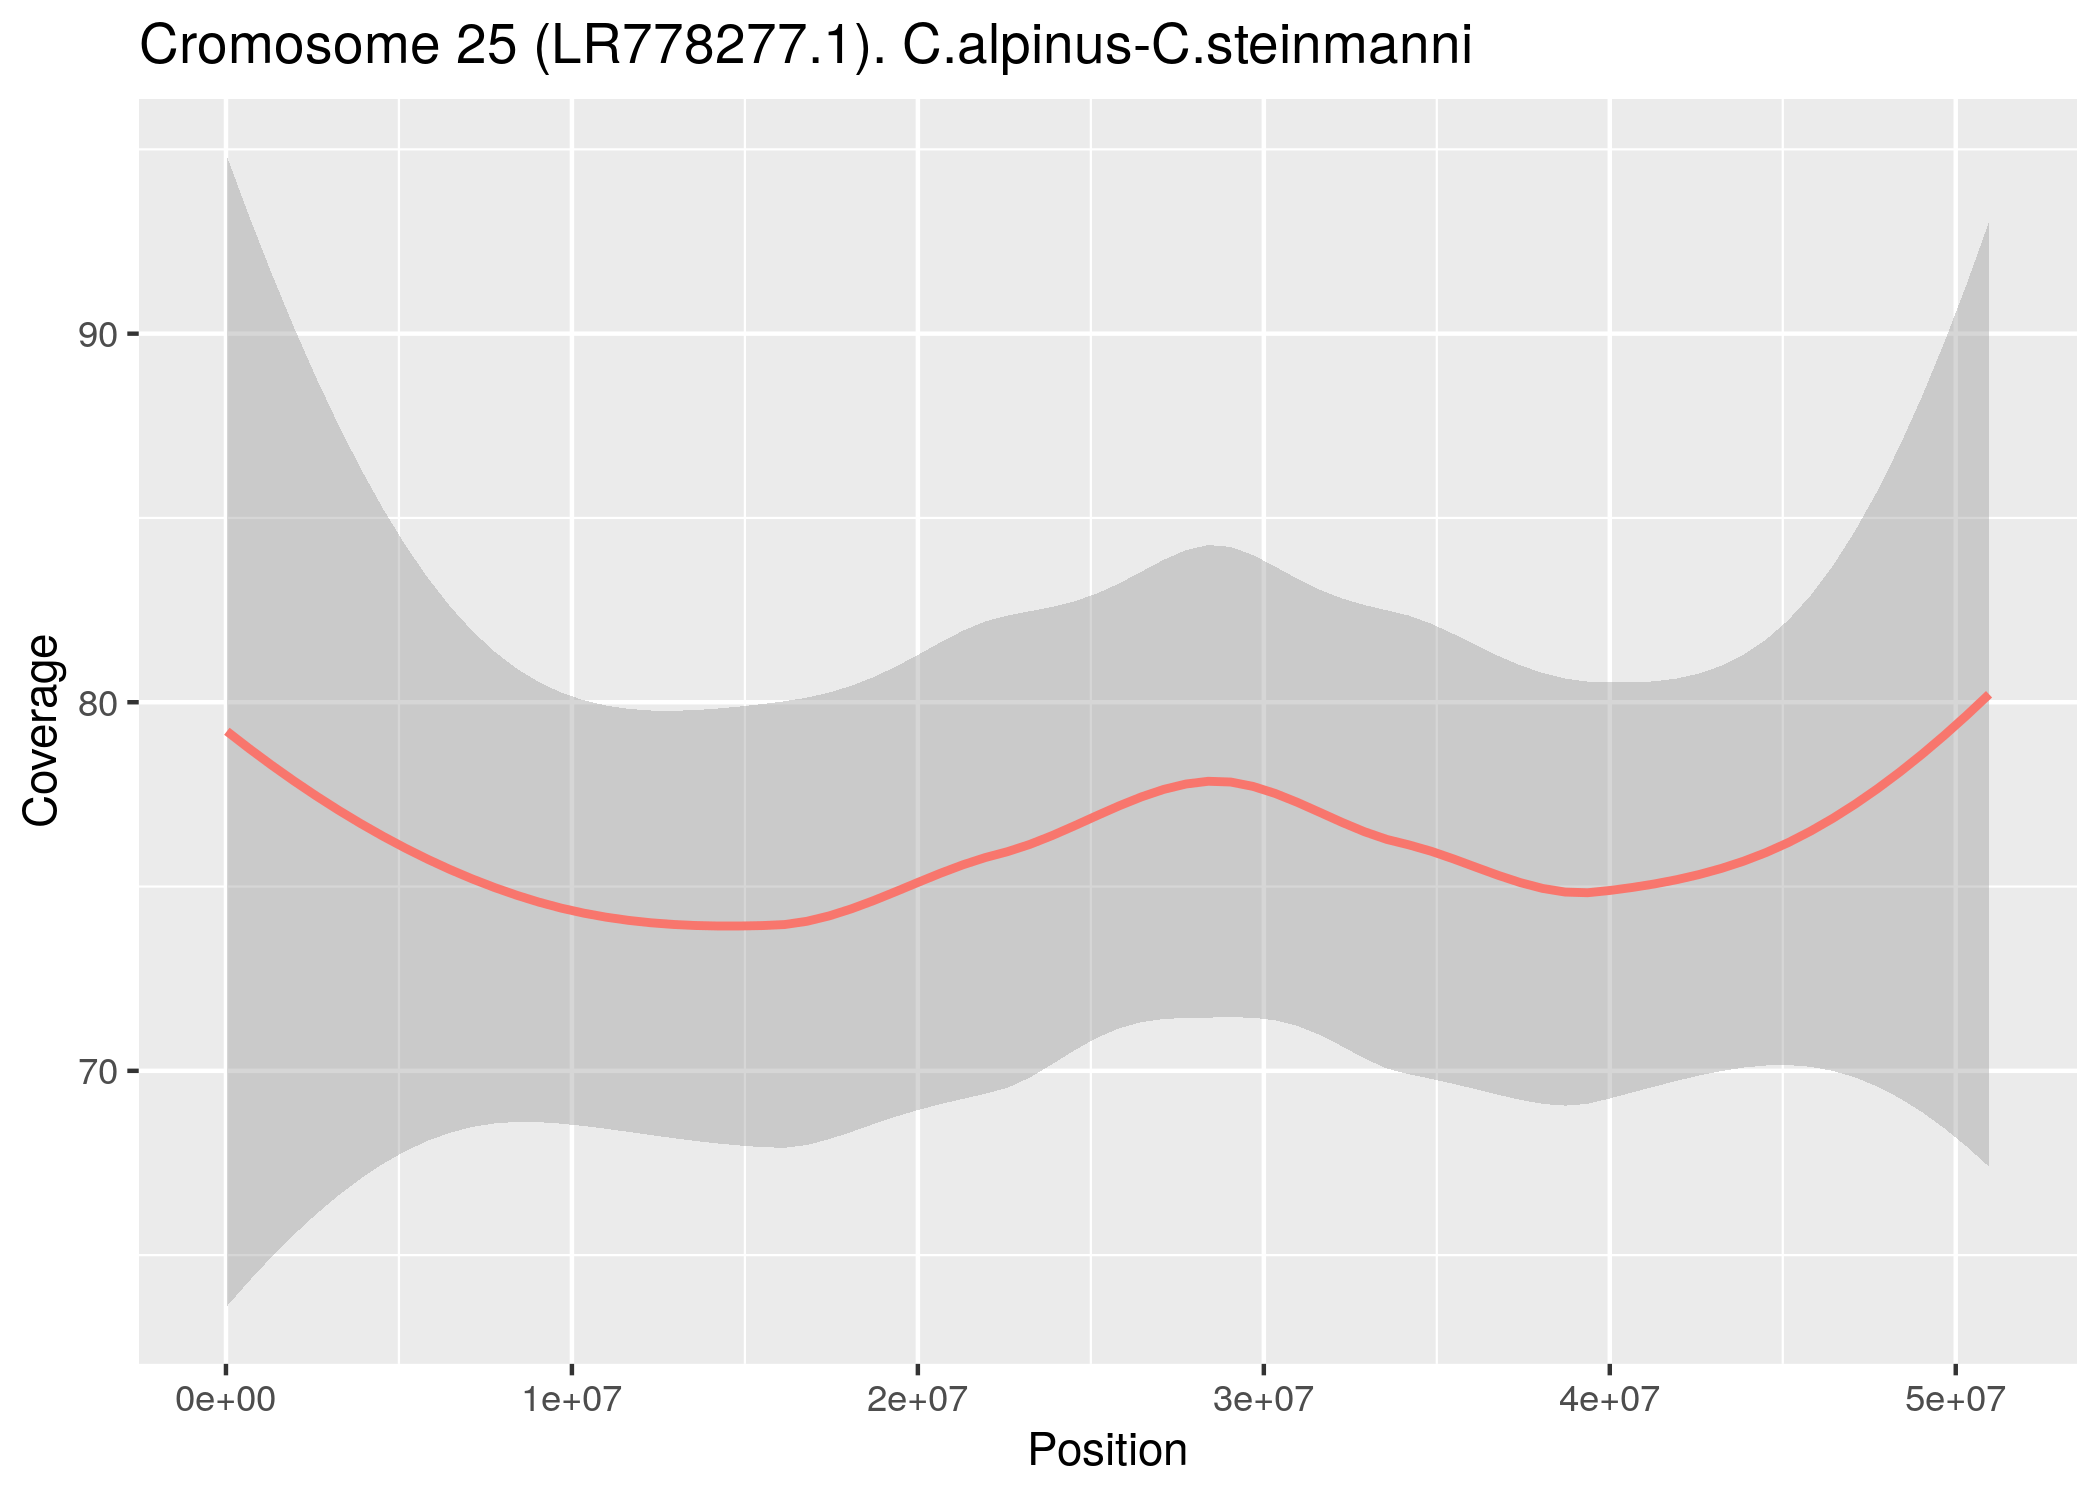 Cromosome 25 (LR778277.1). C.alpinus-C.steinmanni
90
80
70
Coverage
0e+00 1e+07 2e+07 3e+07 4e+07 5e+07
Position